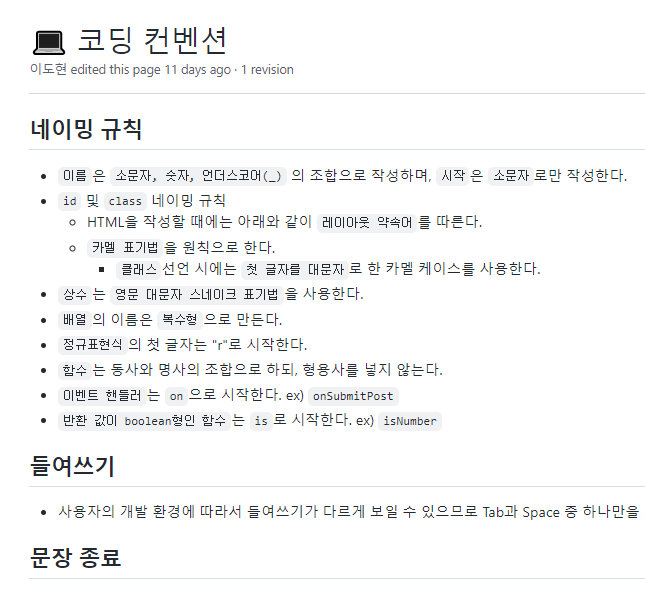 코딩 컨벤션
이도현 edited this page 11 days ago · 1 revision
네이밍 규칙
이름 은 소문자, 숫자, 언더스코어(_) 의 조합으로 작성하며, 시작 은 소문자 로만 작성한다.
id 및 class 네이밍 규칙
HTML을 작성할 때에는 아래와 같이 레이아웃 약속어 를 따른다.
카멜 표기법 을 원칙으로 한다.
클래스 선언 시에는 첫 글자를 대문자 로 한 카멜 케이스를 사용한다.
상수 는 영문 대문자 스네이크 표기법 을 사용한다.
배열 의 이름은 복수형 으로 만든다.
정규표현식 의 첫 글자는 "r"로 시작한다.
함수 는 동사와 명사의 조합으로 하되, 형용사를 넣지 않는다.
이벤트 핸들러 는 on 으로 시작한다. ex) onSubmitPost
반환 값이 boolean형인 함수 는 is 로 시작한다. ex) isNumber
들여쓰기
사용자의 개발 환경에 따라서 들여쓰기가 다르게 보일 수 있으므로 Tab과 Space 중 하나만을
문장 종료